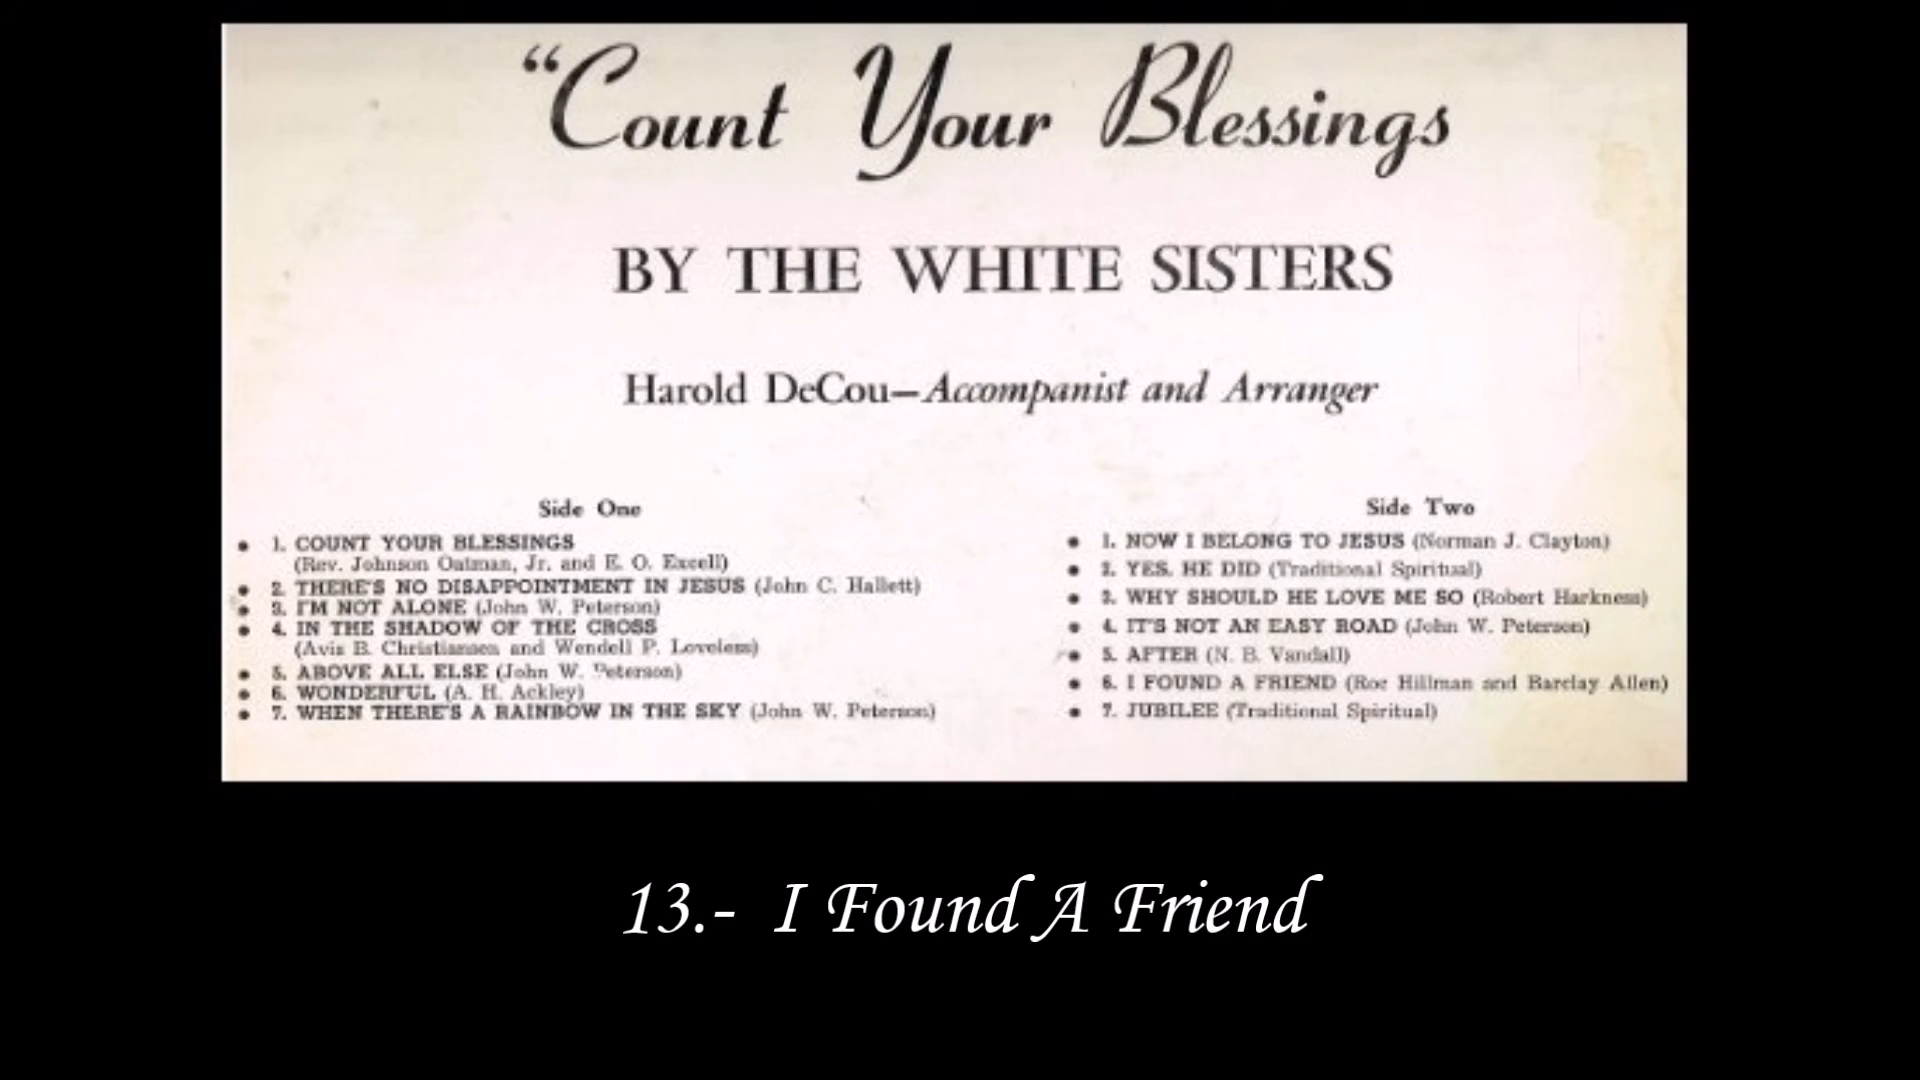 “Count Your Blessings
BY THE WHITE SISTERS
Harold DeCou—Accompanist and Arranger
Side One
• 1. COUNT YOUR BLESSINGS
(Rev. Johnson Oatman, Jr. and E. O. Excell)
• 2. THERE'S NO DISAPPOINTMENT IN JESUS (John C. Hallett)
• 3. I'M NOT ALONE (John W. Peterson)
• 4. IN THE SHADOW OF THE CROSS
(Avis B. Christiansen and Wendell P. Loveless)
• 5. ABOVE ALL ELSE (John W. Peterson)
• 6. WONDERFUL (A. H. Ackley)
• 7. WHEN THERE'S A RAINBOW IN THE SKY (John W. Peterson)
Side Two
• 1. NOW I BELONG TO JESUS (Norman J. Clayton)
• 2. YES, HE DID (Traditional Spiritual)
• 3. WHY SHOULD HE LOVE ME SO (Robert Harkness)
• 4. IT'S NOT AN EASY ROAD (John W. Peterson)
• 5. AFTER (N. B. Vandall)
• 6. I FOUND A FRIEND (Roc Hillman and Barclay Allen)
• 7. JUBILEE (Traditional Spiritual)
13.- I Found A Friend